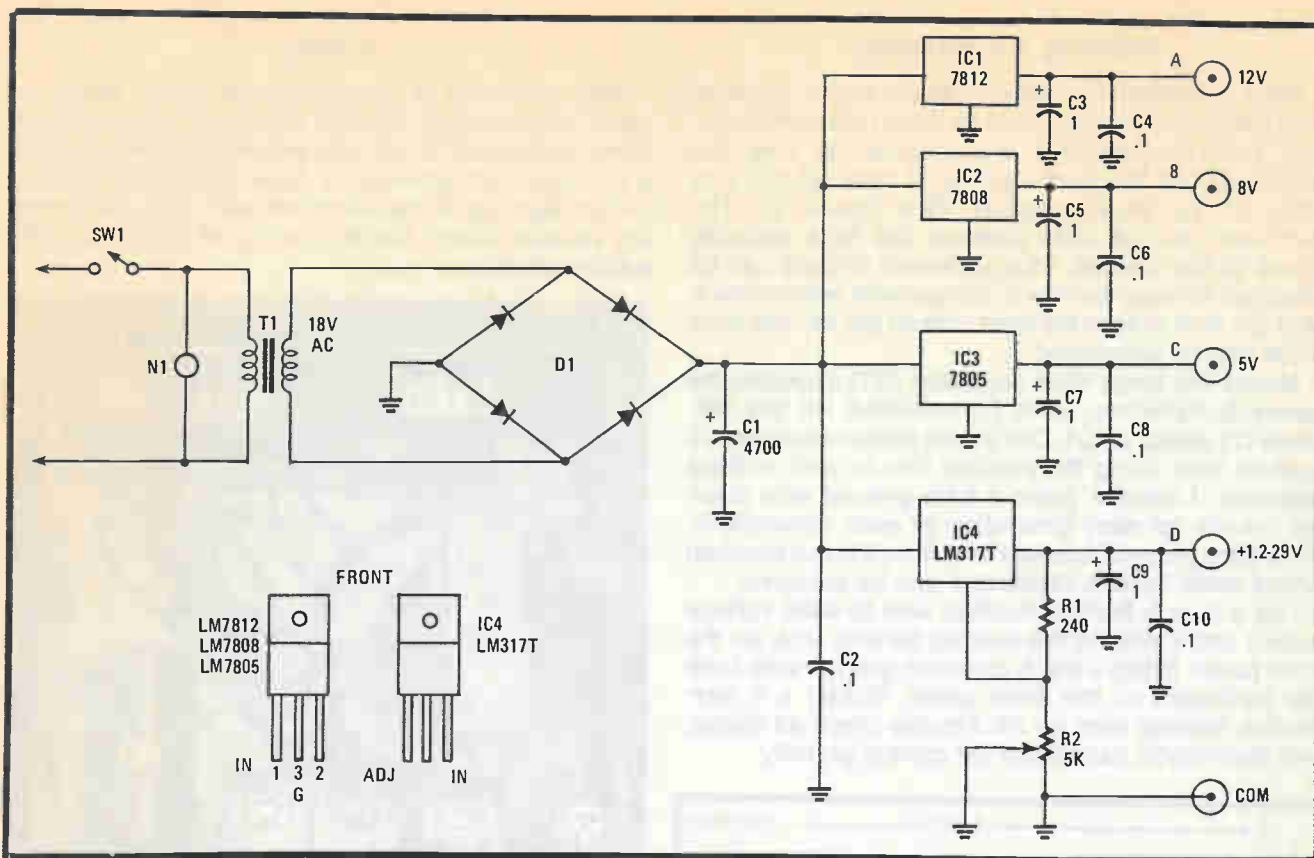 SW1
N1
T1
18V
AC
D1
C1
4700
+
IC1
7812
+
C3
1
C4
.1
A
12V
IC2
7808
+
C5
1
C6
.1
8
8V
IC3
7805
+
C7
1
C8
.1
C
5V
IC4
LM317T
R1
240
+
C9
1
C10
.1
D
+1.2-29V
C2
.1
R2
5K
COM
FRONT
LM7812
LM7808
LM7805
IN 1 3 2
G
IC4
LM317T
ADJ IN